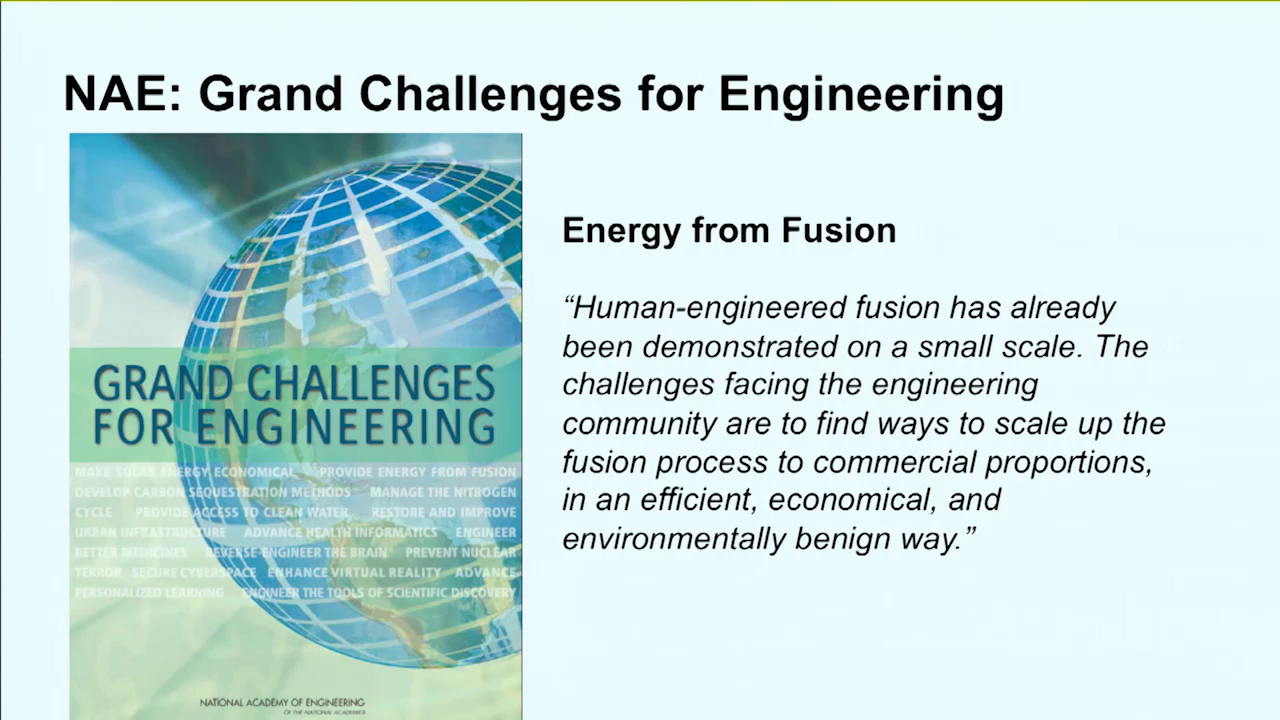 NAE: Grand Challenges for Engineering
GRAND CHALLENGES
FOR ENGINEERING
MAKE SOLAR ENERGY ECONOMICAL PROVIDE ENERGY FROM FUSION
DEVELOP CARBON SEQUESTRATION METHODS MANAGE THE NITROGEN
CYCLE PROVIDE ACCESS TO CLEAN WATER RESTORE AND IMPROVE
URBAN INFRASTRUCTURE ADVANCE HEALTH INFORMATICS ENGINEER
BETTER MEDICINES REVERSE-ENGINEER THE BRAIN PREVENT NUCLEAR
TERROR SECURE CYBERSPACE ENHANCE VIRTUAL REALITY ADVANCE
PERSONALIZED LEARNING ENGINEER THE TOOLS OF SCIENTIFIC DISCOVERY
NATIONAL ACADEMY OF ENGINEERING
OF THE NATIONAL ACADEMIES
Energy from Fusion
“Human-engineered fusion has already
been demonstrated on a small scale. The
challenges facing the engineering
community are to find ways to scale up the
fusion process to commercial proportions,
in an efficient, economical, and
environmentally benign way.”